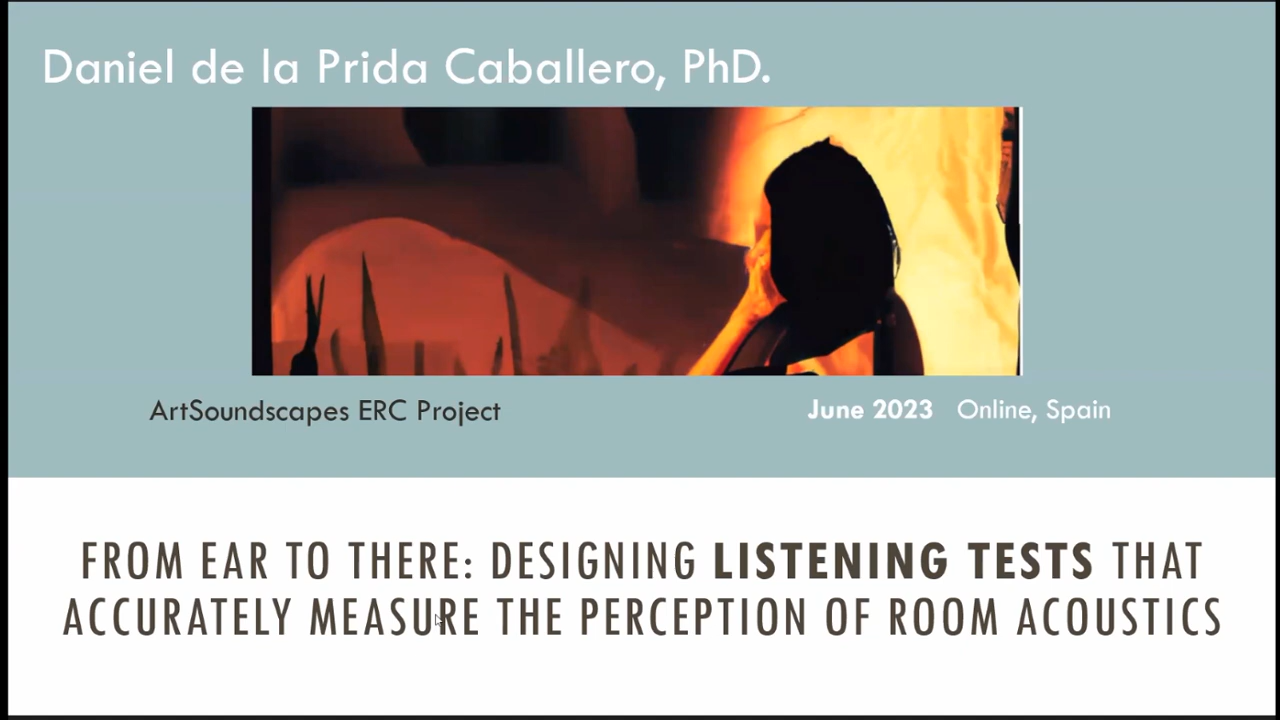 Daniel de la Prida Caballero, PhD.
ArtSoundscapes ERC Project
June 2023 Online, Spain
FROM EAR TO THERE: DESIGNING LISTENING TESTS THAT
ACCURATELY MEASURE THE PERCEPTION OF ROOM ACOUSTICS